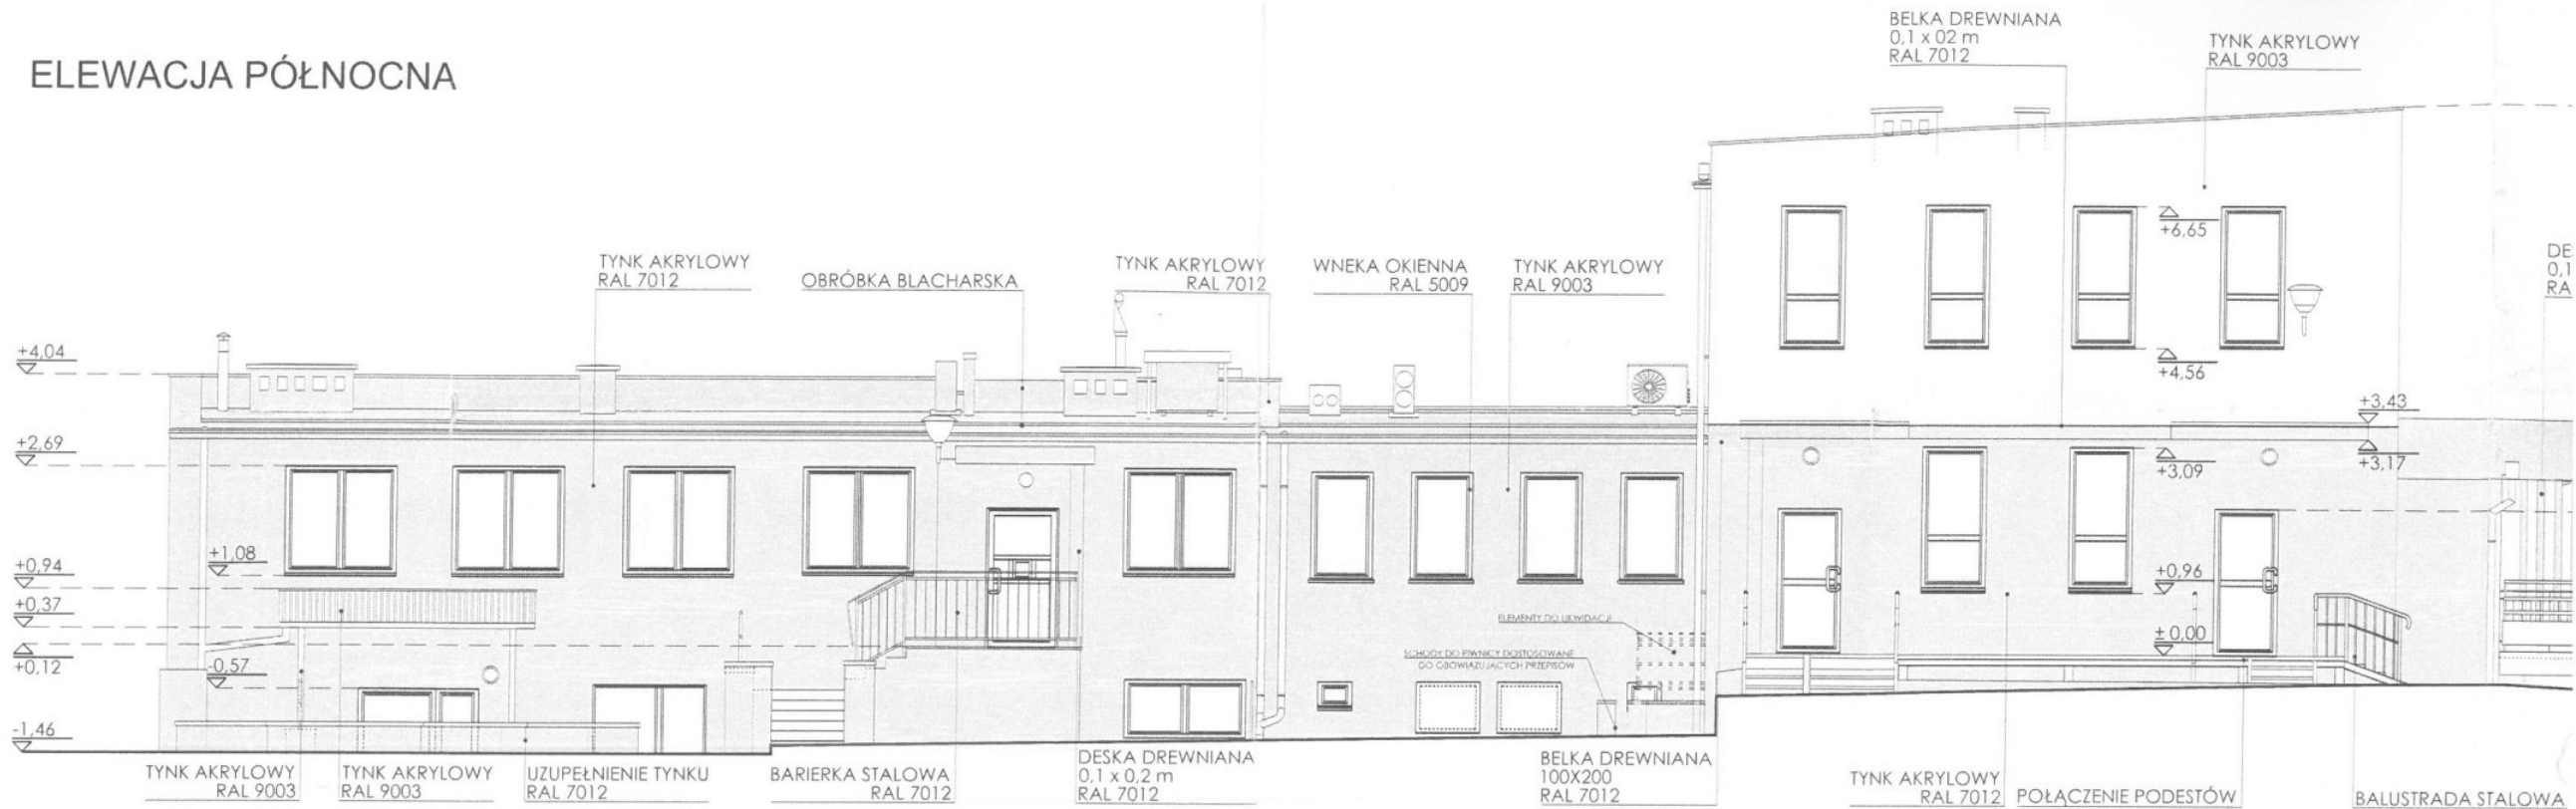 ELEWACJA PÓŁNOCNA
BELKA DREWNIANA
0,1 x 02 m
RAL 7012
TYNK AKRYLOWY
RAL 9003
TYNK AKRYLOWY
RAL 7012
OBRÓBKA BLACHARSKA
TYNK AKRYLOWY
RAL 7012
WNEKA OKIENNA
RAL 5009
TYNK AKRYLOWY
RAL 9003
DE
0,1
RA
+6,65
+4,56
+4,04
+3,43
+2,69
+3,09
+3,17
+1,08
+0,94
+0,96
+0,37
ELEMENTY DO LIKWIDACJI
±0,00
+0,12
-0,57
SCHODY DO PIWNICY DOSTOSOWANE
DO OBOWIĄZUJĄCYCH PRZEPISÓW
-1,46
TYNK AKRYLOWY
RAL 9003
TYNK AKRYLOWY
RAL 9003
UZUPEŁNIENIE TYNKU
RAL 7012
BARIERKA STALOWA
RAL 7012
DESKA DREWNIANA
0,1 x 0,2 m
RAL 7012
BELKA DREWNIANA
100X200
RAL 7012
TYNK AKRYLOWY
RAL 7012
POŁĄCZENIE PODESTÓW
BALUSTRADA STALOWA